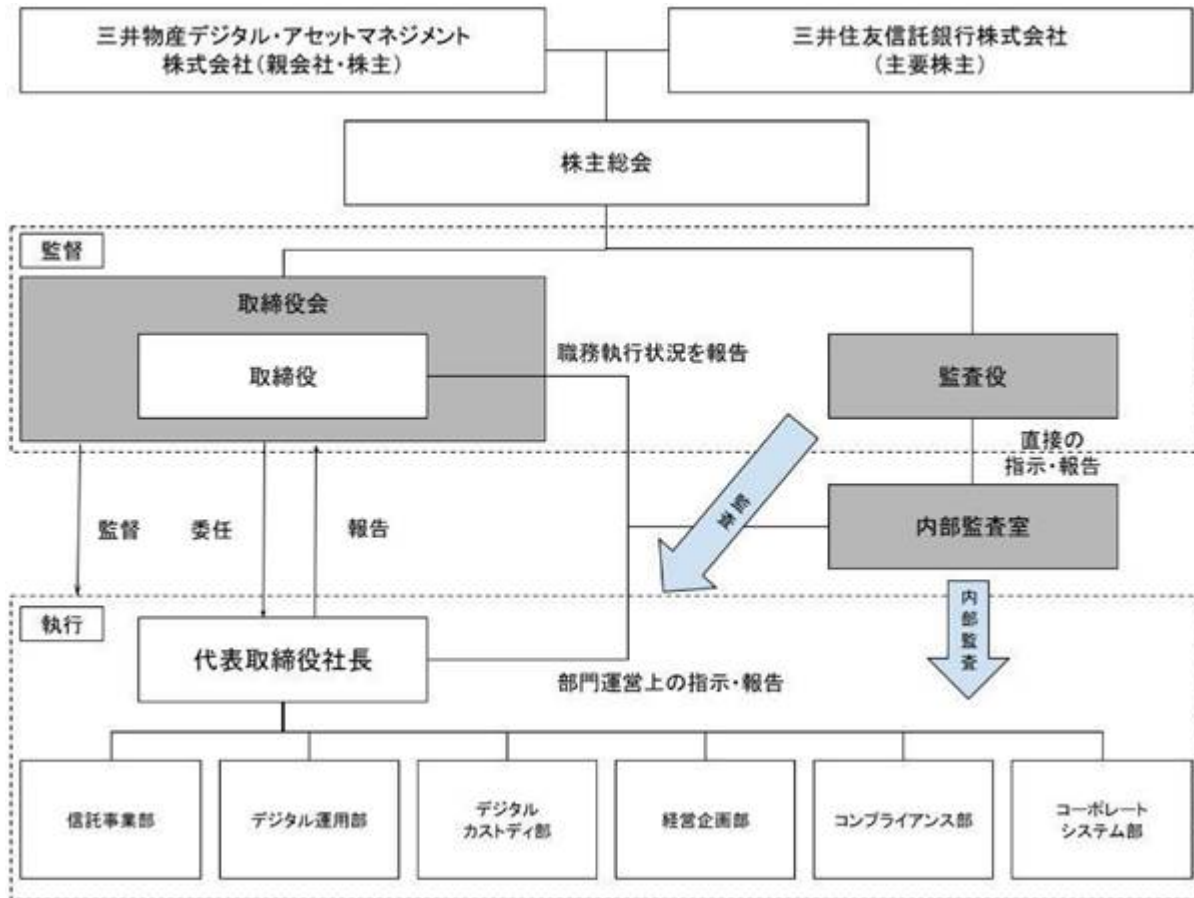 三井物産デジタル・アセットマネジメント
株式会社(親会社・株主)
三井住友信託銀行株式会社
(主要株主)
株主総会
監督
取締役会
取締役
職務執行状況を報告
監査役
直接の
指示・報告
監査
内部監査室
監督
委任
報告
内部監査
執行
代表取締役社長
部門運営上の指示・報告
信託事業部
デジタル運用部
デジタル
カストディ部
経営企画部
コンプライアンス部
コーポレート
システム部